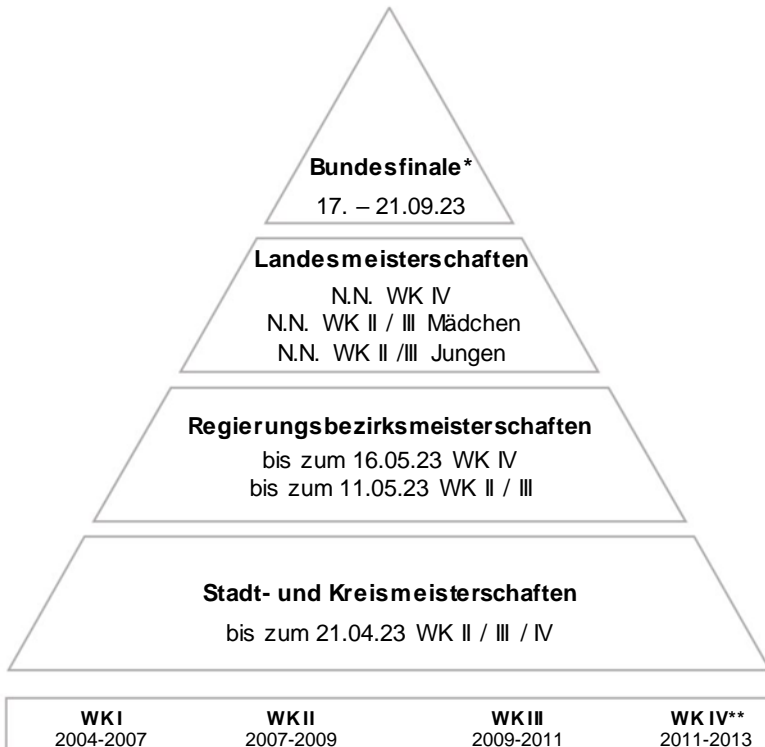 Bundesfinale*
17. – 21.09.23
Landesmeisterschaften
N.N. WK IV
N.N. WK II / III Mädchen
N.N. WK II /III Jungen
Regierungsbezirksmeisterschaften
bis zum 16.05.23 WK IV
bis zum 11.05.23 WK II / III
Stadt- und Kreismeisterschaften
bis zum 21.04.23 WK II / III / IV
WK I WK II WK III WK IV**
2004-2007 2007-2009 2009-2011 2011-2013